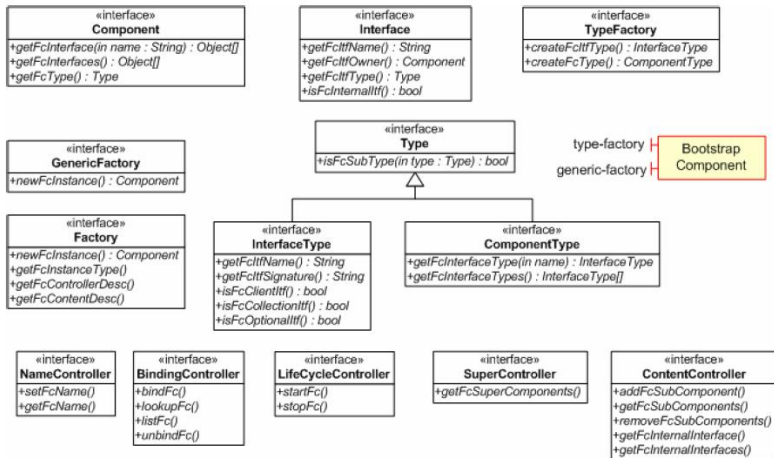 «interface»
Component
+getFcInterface(in name : String) : Object[]
+getFcInterfaces() : Object[]
+getFcType() : Type
«interface»
Interface
+getFcItfName() : String
+getFcItfOwner() : Component
+getFcItfType() : Type
+isFcInternalItf() : bool
«interface»
TypeFactory
+createFcItfType() : InterfaceType
+createFcType() : ComponentType
«interface»
GenericFactory
+newFcInstance() : Component
«interface»
Type
+isFcSubType(in type : Type) : bool
type-factory
generic-factory
Bootstrap
Component
«interface»
Factory
+newFcInstance() : Component
+getFcInstanceType()
+getFcControllerDesc()
+getFcContentDesc()
«interface»
InterfaceType
+getFcItfName() : String
+getFcItfSignature() : String
+isFcClientItf() : bool
+isFcCollectionItf() : bool
+isFcOptionalItf() : bool
«interface»
ComponentType
+getFcInterfaceType(in name) : InterfaceType
+getFcInterfaceTypes() : InterfaceType[]
«interface»
NameController
+setFcName()
+getFcName()
«interface»
BindingController
+bindFc()
+lookupFc()
+listFc()
+unbindFc()
«interface»
LifeCycleController
+startFc()
+stopFc()
«interface»
SuperController
+getFcSuperComponents()
«interface»
ContentController
+addFcSubComponent()
+getFcSubComponents()
+removeFcSubComponents()
+getFcInternalInterface()
+getFcInternalInterfaces()